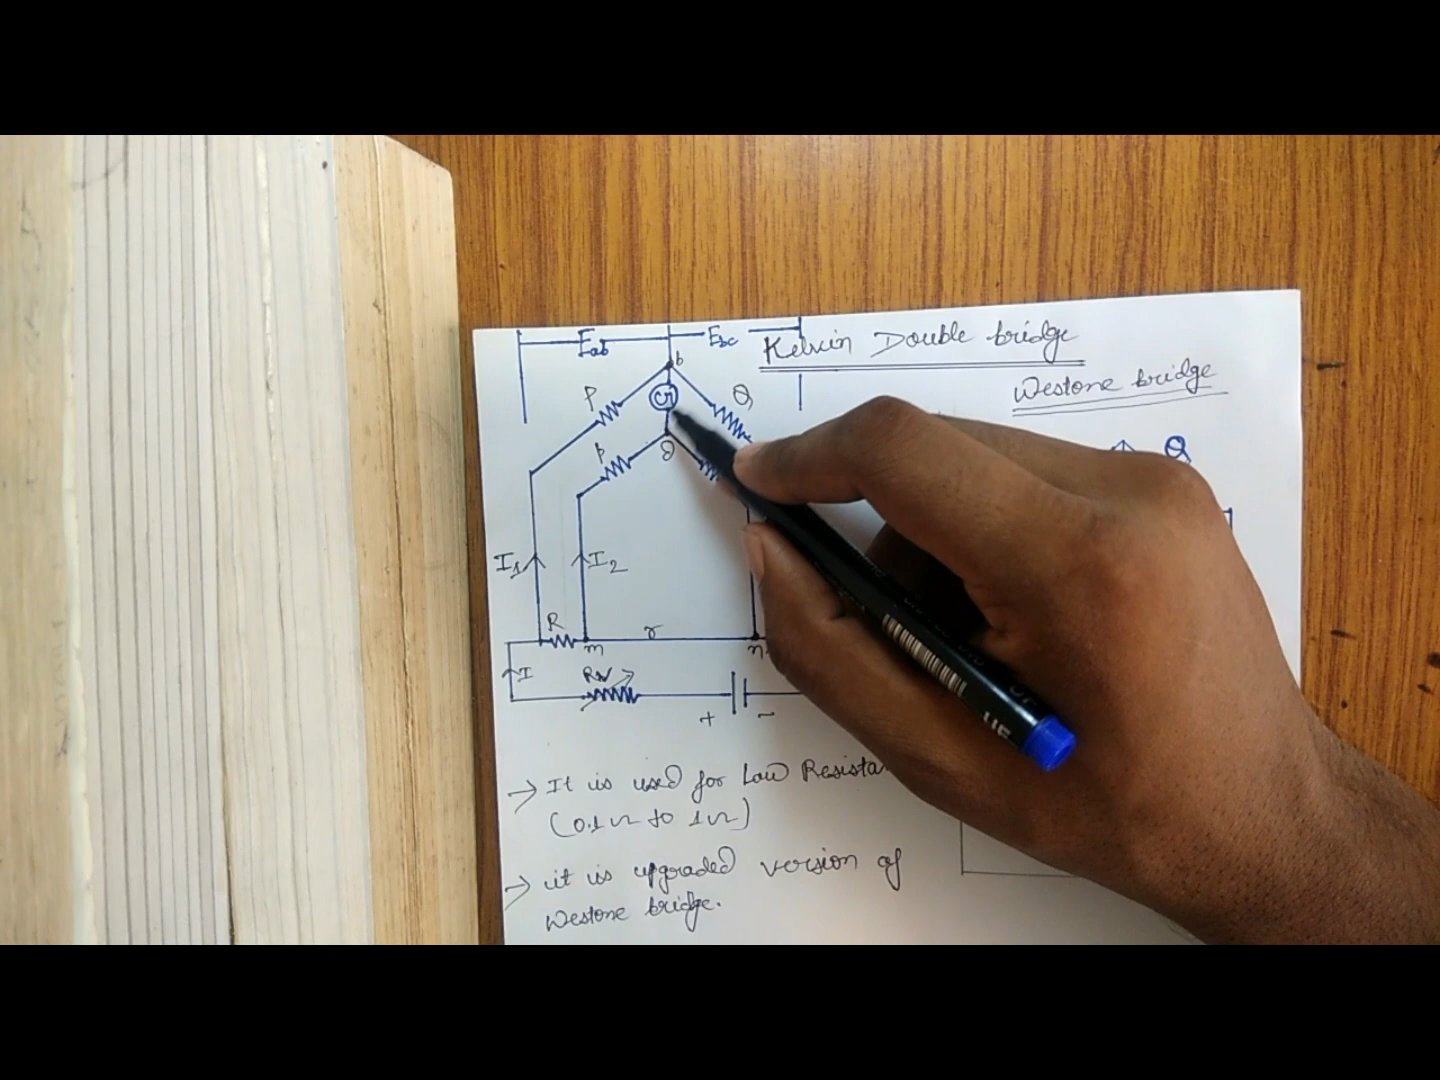 Eab Ebc
Kelvin Double bridge
Westone bridge
b
P G Q
Q
p d
I1 I2
R m r n
I Rv
+ -
→ It is used for Low Resista
(0.1Ω to 1Ω)
→ it is upgraded version of
Westone bridge.